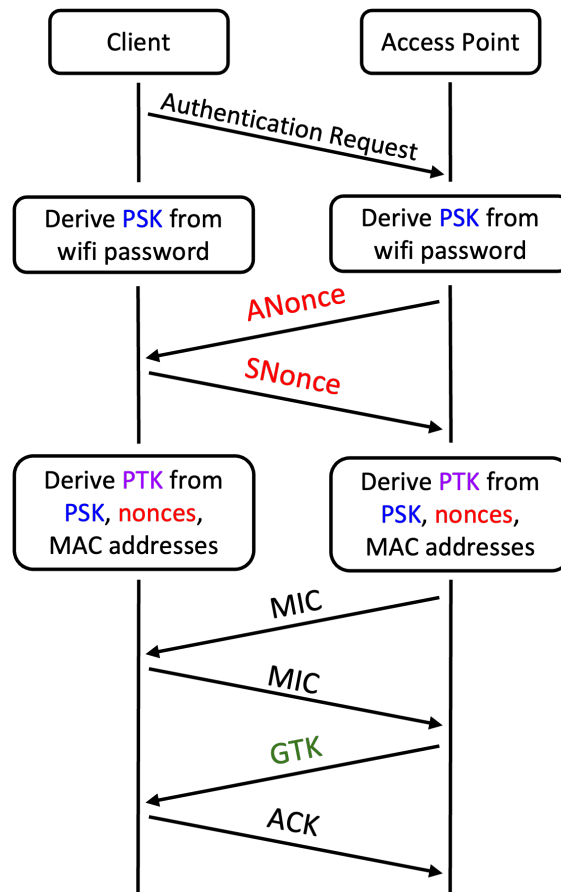 Client
Access Point
Authentication Request
Derive PSK from
wifi password
Derive PSK from
wifi password
ANonce
SNonce
Derive PTK from
PSK, nonces,
MAC addresses
Derive PTK from
PSK, nonces,
MAC addresses
MIC
MIC
GTK
ACK